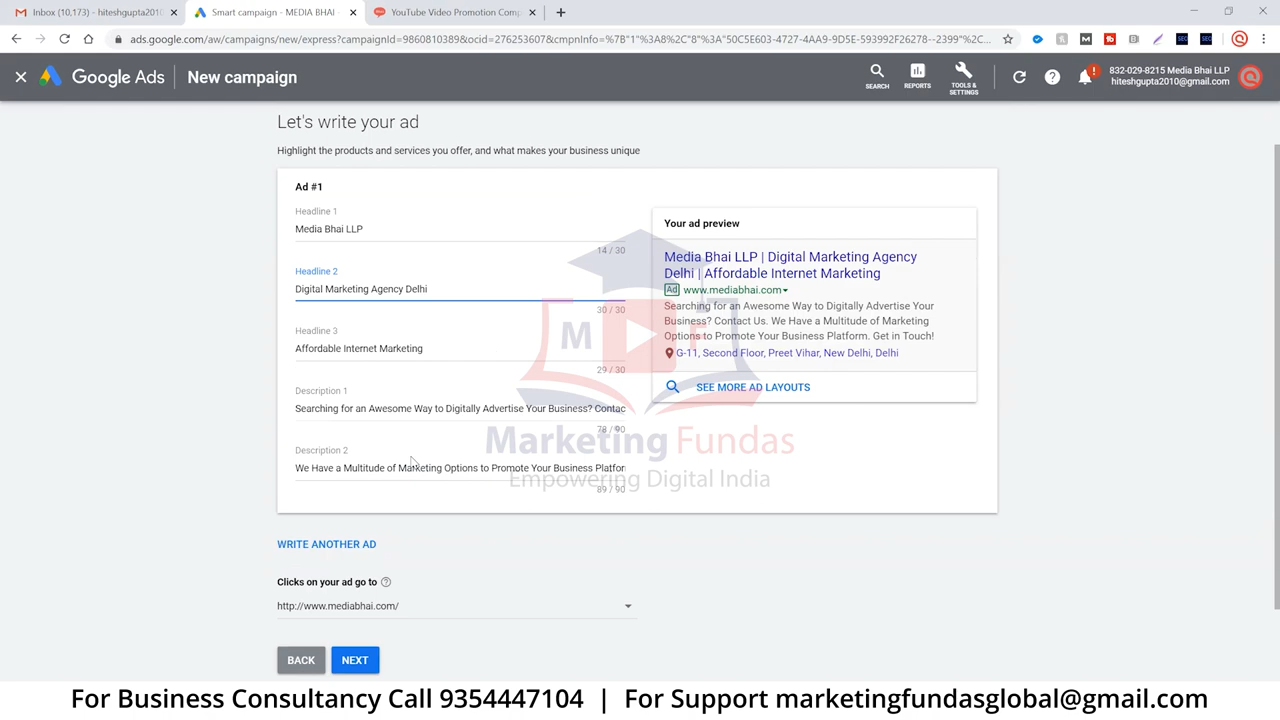 Inbox (10,173) - hiteshgupta2010
Smart campaign - MEDIA BHAI -
YouTube Video Promotion Comp
ads.google.com/aw/campaigns/new/express?campaignId=9860810389&ocid=276253607&cmpnInfo=%7B"1"%3A8%2C"8"%3A"50C5E603-4727-4AA9-9D5E-593992F26278--2399"%2C...
Google Ads
New campaign
SEARCH
REPORTS
TOOLS &
SETTINGS
832-029-8215 Media Bhai LLP
hiteshgupta2010@gmail.com
Let's write your ad
Highlight the products and services you offer, and what makes your business unique
Ad #1
Headline 1
Media Bhai LLP
14 / 30
Headline 2
Digital Marketing Agency Delhi
30 / 30
Headline 3
Affordable Internet Marketing
29 / 30
Description 1
Searching for an Awesome Way to Digitally Advertise Your Business? Contac
78 / 90
Description 2
We Have a Multitude of Marketing Options to Promote Your Business Platfor
89 / 90
Your ad preview
Media Bhai LLP | Digital Marketing Agency
Delhi | Affordable Internet Marketing
Ad www.mediabhai.com
Searching for an Awesome Way to Digitally Advertise Your
Business? Contact Us. We Have a Multitude of Marketing
Options to Promote Your Business Platform. Get in Touch!
G-11, Second Floor, Preet Vihar, New Delhi, Delhi
SEE MORE AD LAYOUTS
M F
Marketing Fundas
Empowering Digital India
WRITE ANOTHER AD
Clicks on your ad go to
http://www.mediabhai.com/
BACK
NEXT
For Business Consultancy Call 9354447104 | For Support marketingfundasglobal@gmail.com